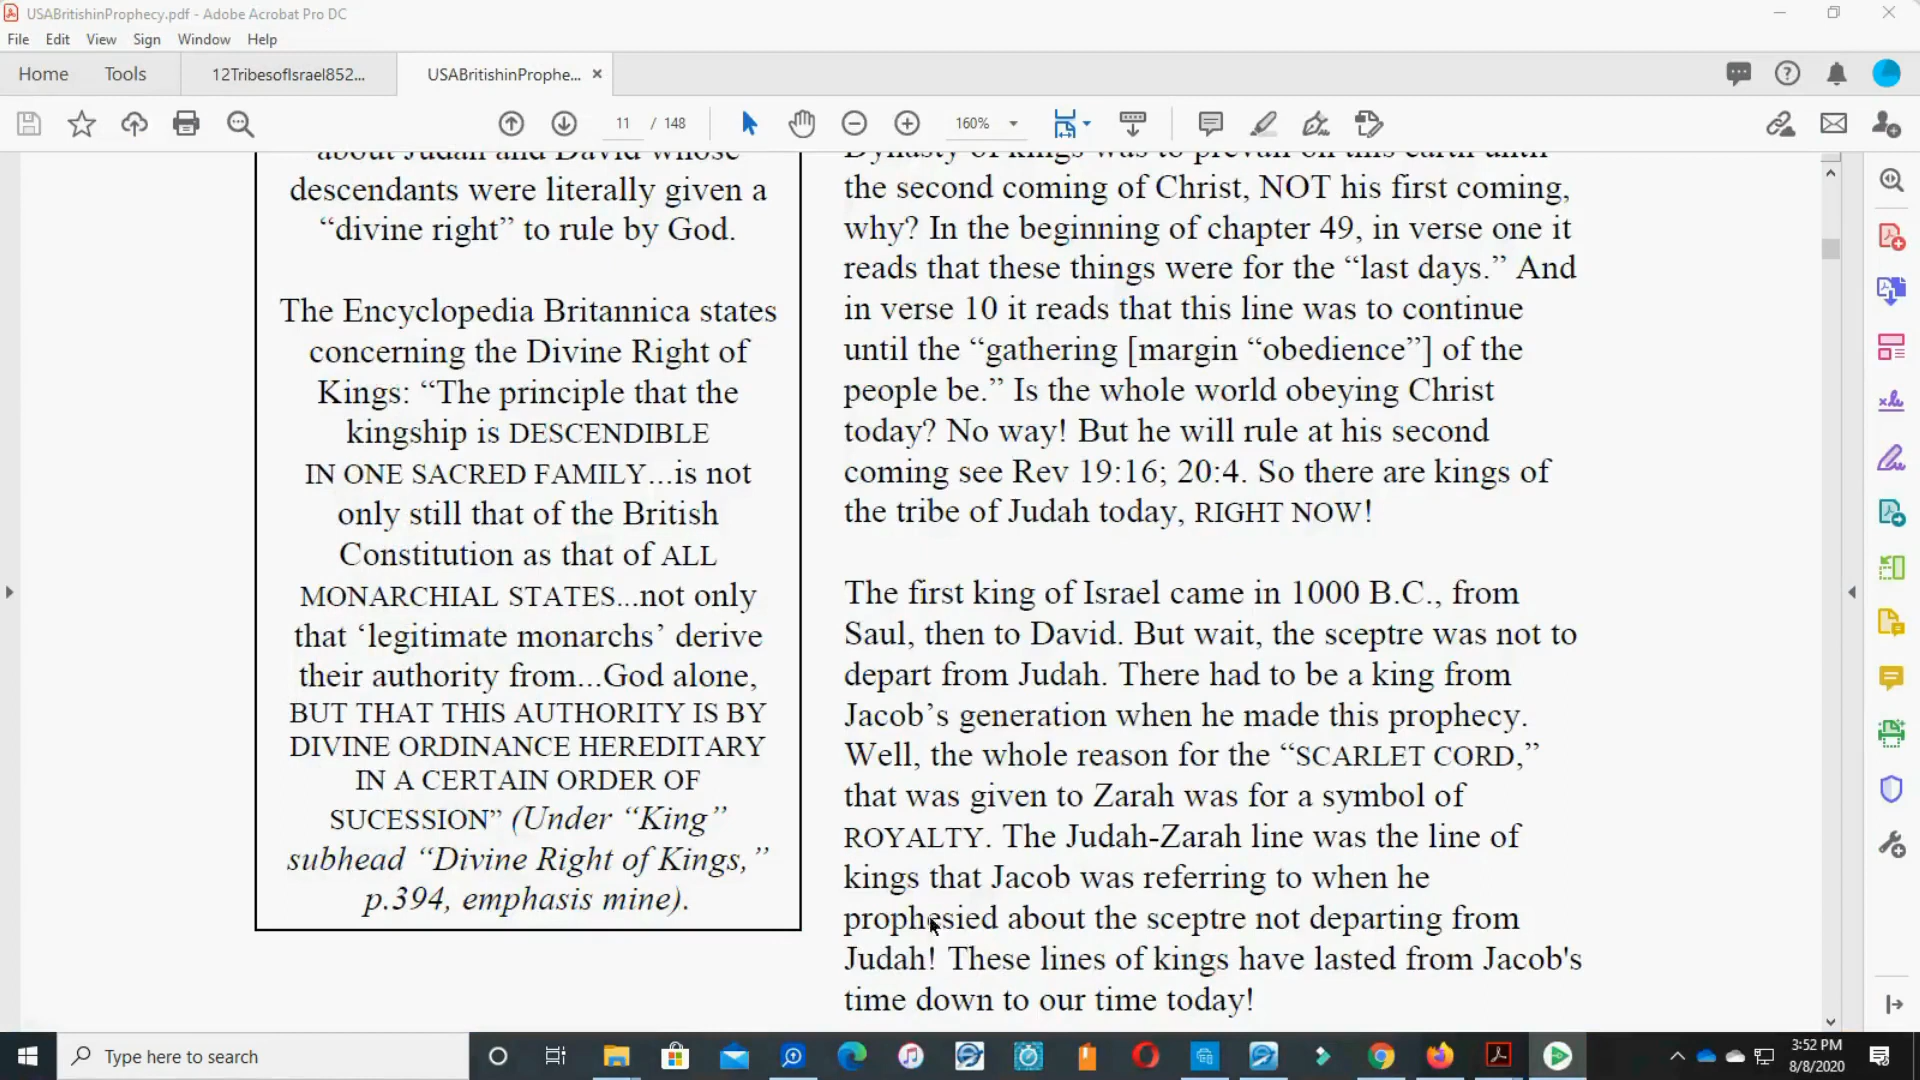 USABritishinProphecy.pdf - Adobe Acrobat Pro DC
File Edit View Sign Window Help
Home Tools 12TribesofIsrael852... USABritishinProphe... ×
11 / 148 160%
about Judah and David whose
descendants were literally given a
“divine right” to rule by God.
The Encyclopedia Britannica states
concerning the Divine Right of
Kings: “The principle that the
kingship is DESCENDIBLE
IN ONE SACRED FAMILY...is not
only still that of the British
Constitution as that of ALL
MONARCHIAL STATES...not only
that ‘legitimate monarchs’ derive
their authority from...God alone,
BUT THAT THIS AUTHORITY IS BY
DIVINE ORDINANCE HEREDITARY
IN A CERTAIN ORDER OF
SUCESSION” (Under “King”
subhead “Divine Right of Kings,”
p.394, emphasis mine).
Dynasty of kings was to prevail on this earth until
the second coming of Christ, NOT his first coming,
why? In the beginning of chapter 49, in verse one it
reads that these things were for the “last days.” And
in verse 10 it reads that this line was to continue
until the “gathering [margin “obedience”] of the
people be.” Is the whole world obeying Christ
today? No way! But he will rule at his second
coming see Rev 19:16; 20:4. So there are kings of
the tribe of Judah today, RIGHT NOW!
The first king of Israel came in 1000 B.C., from
Saul, then to David. But wait, the sceptre was not to
depart from Judah. There had to be a king from
Jacob’s generation when he made this prophecy.
Well, the whole reason for the “SCARLET CORD,”
that was given to Zarah was for a symbol of
ROYALTY. The Judah-Zarah line was the line of
kings that Jacob was referring to when he
prophesied about the sceptre not departing from
Judah! These lines of kings have lasted from Jacob's
time down to our time today!
Type here to search
3:52 PM
8/8/2020